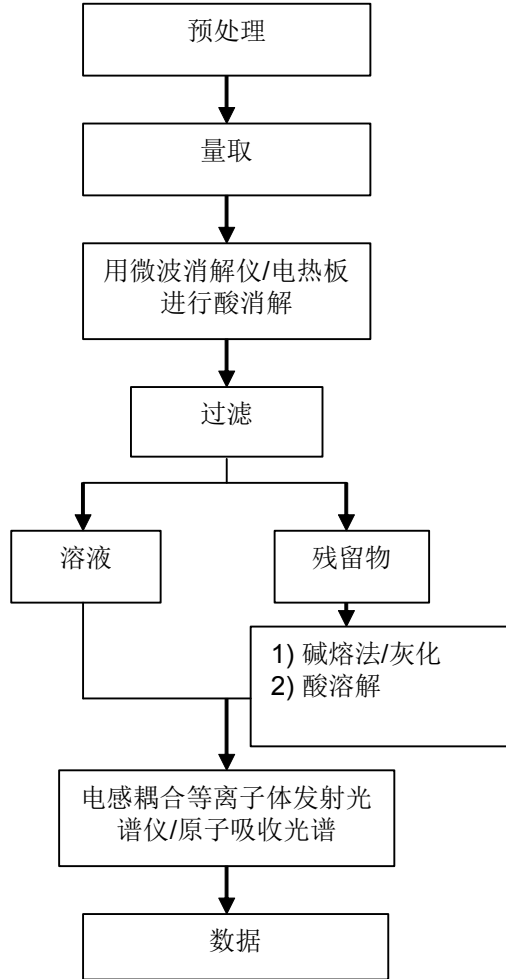 预处理
量取
用微波消解仪/电热板
进行酸消解
过滤
溶液
残留物
1) 碱熔法/灰化
2) 酸溶解
电感耦合等离子体发射光
谱仪/原子吸收光谱
数据